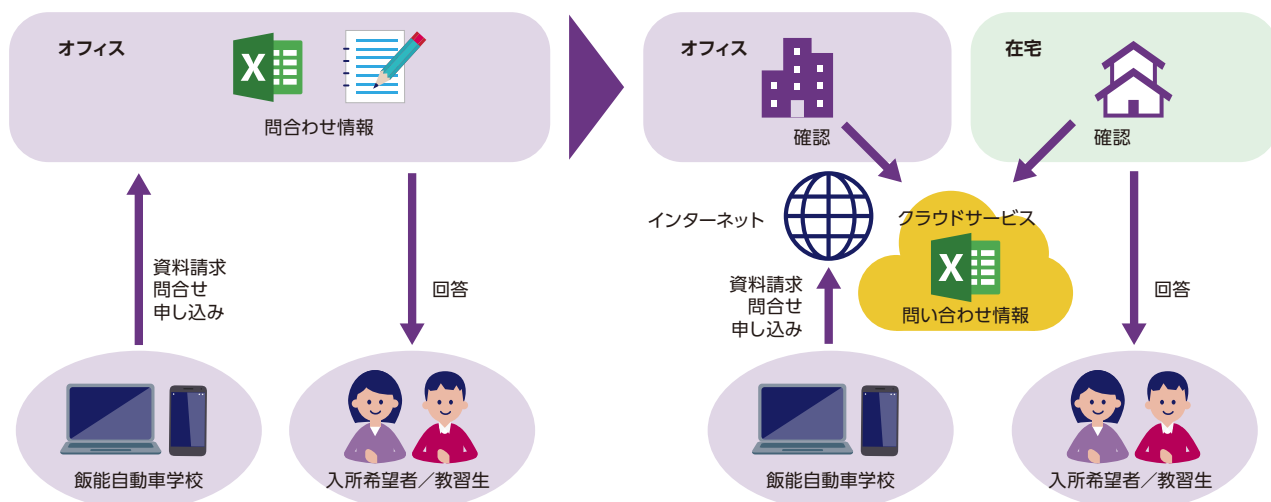 オフィス
X
問合わせ情報
資料請求
問合せ
申し込み
回答
飯能自動車学校
入所希望者／教習生
オフィス
確認
在宅
確認
インターネット
クラウドサービス
X
問い合わせ情報
資料請求
問合せ
申し込み
回答
飯能自動車学校
入所希望者／教習生